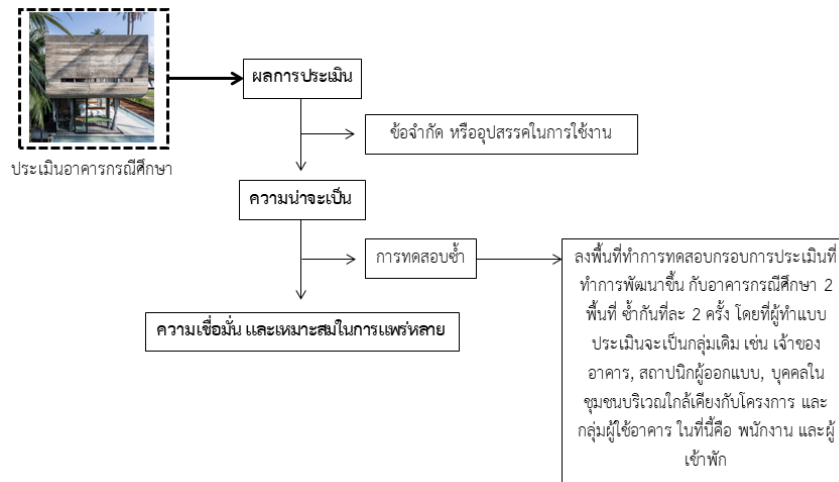 ผลการประเมิน
ข้อจำกัด หรืออุปสรรคในการใช้งาน
ประเมินอาคารกรณีศึกษา
ความน่าจะเป็น
การทดสอบซ้ำ
ลงพื้นที่ทำการทดสอบกรอบการประเมินที่
ทำการพัฒนาขึ้น กับอาคารกรณีศึกษา 2
พื้นที่ ซ้ำกันที่ละ 2 ครั้ง โดยที่ผู้ทำแบบ
ประเมินจะเป็นกลุ่มเดิม เช่น เจ้าของ
อาคาร, สถาปนิกผู้ออกแบบ, บุคคลใน
ชุมชนบริเวณใกล้เคียงกับโครงการ และ
กลุ่มผู้ใช้อาคาร ในที่นี้คือ พนักงาน และผู้
เข้าพัก
ความเชื่อมั่น และเหมาะสมในการแพร่หลาย